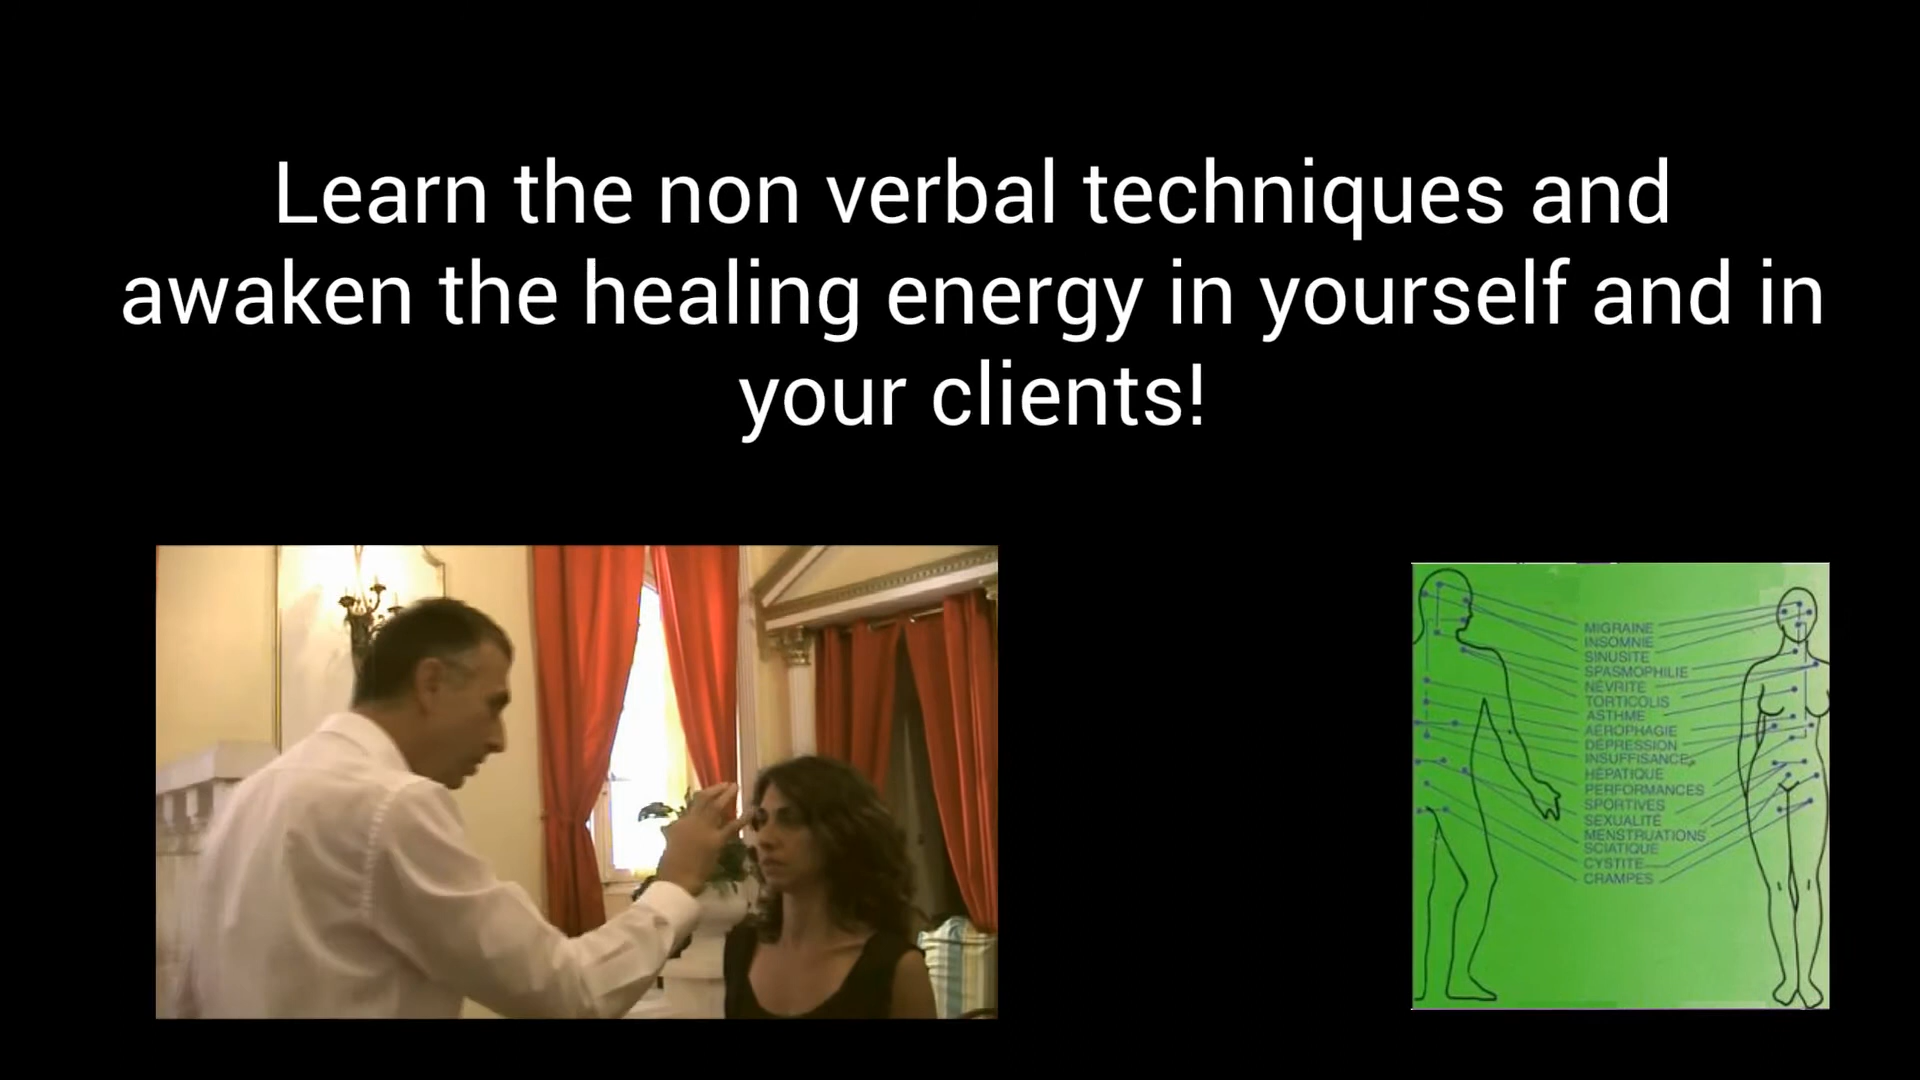 Learn the non verbal techniques and
awaken the healing energy in yourself and in
your clients!
MIGRAINE
INSOMNIE
SINUSITE
SPASMOPHILIE
NÉVRITE
TORTICOLIS
ASTHME
AÉROPHAGIE
DÉPRESSION
INSUFFISANCE
HÉPATIQUE
PERFORMANCES
SPORTIVES
SEXUALITÉ
MENSTRUATIONS
SCIATIQUE
CYSTITE
CRAMPES